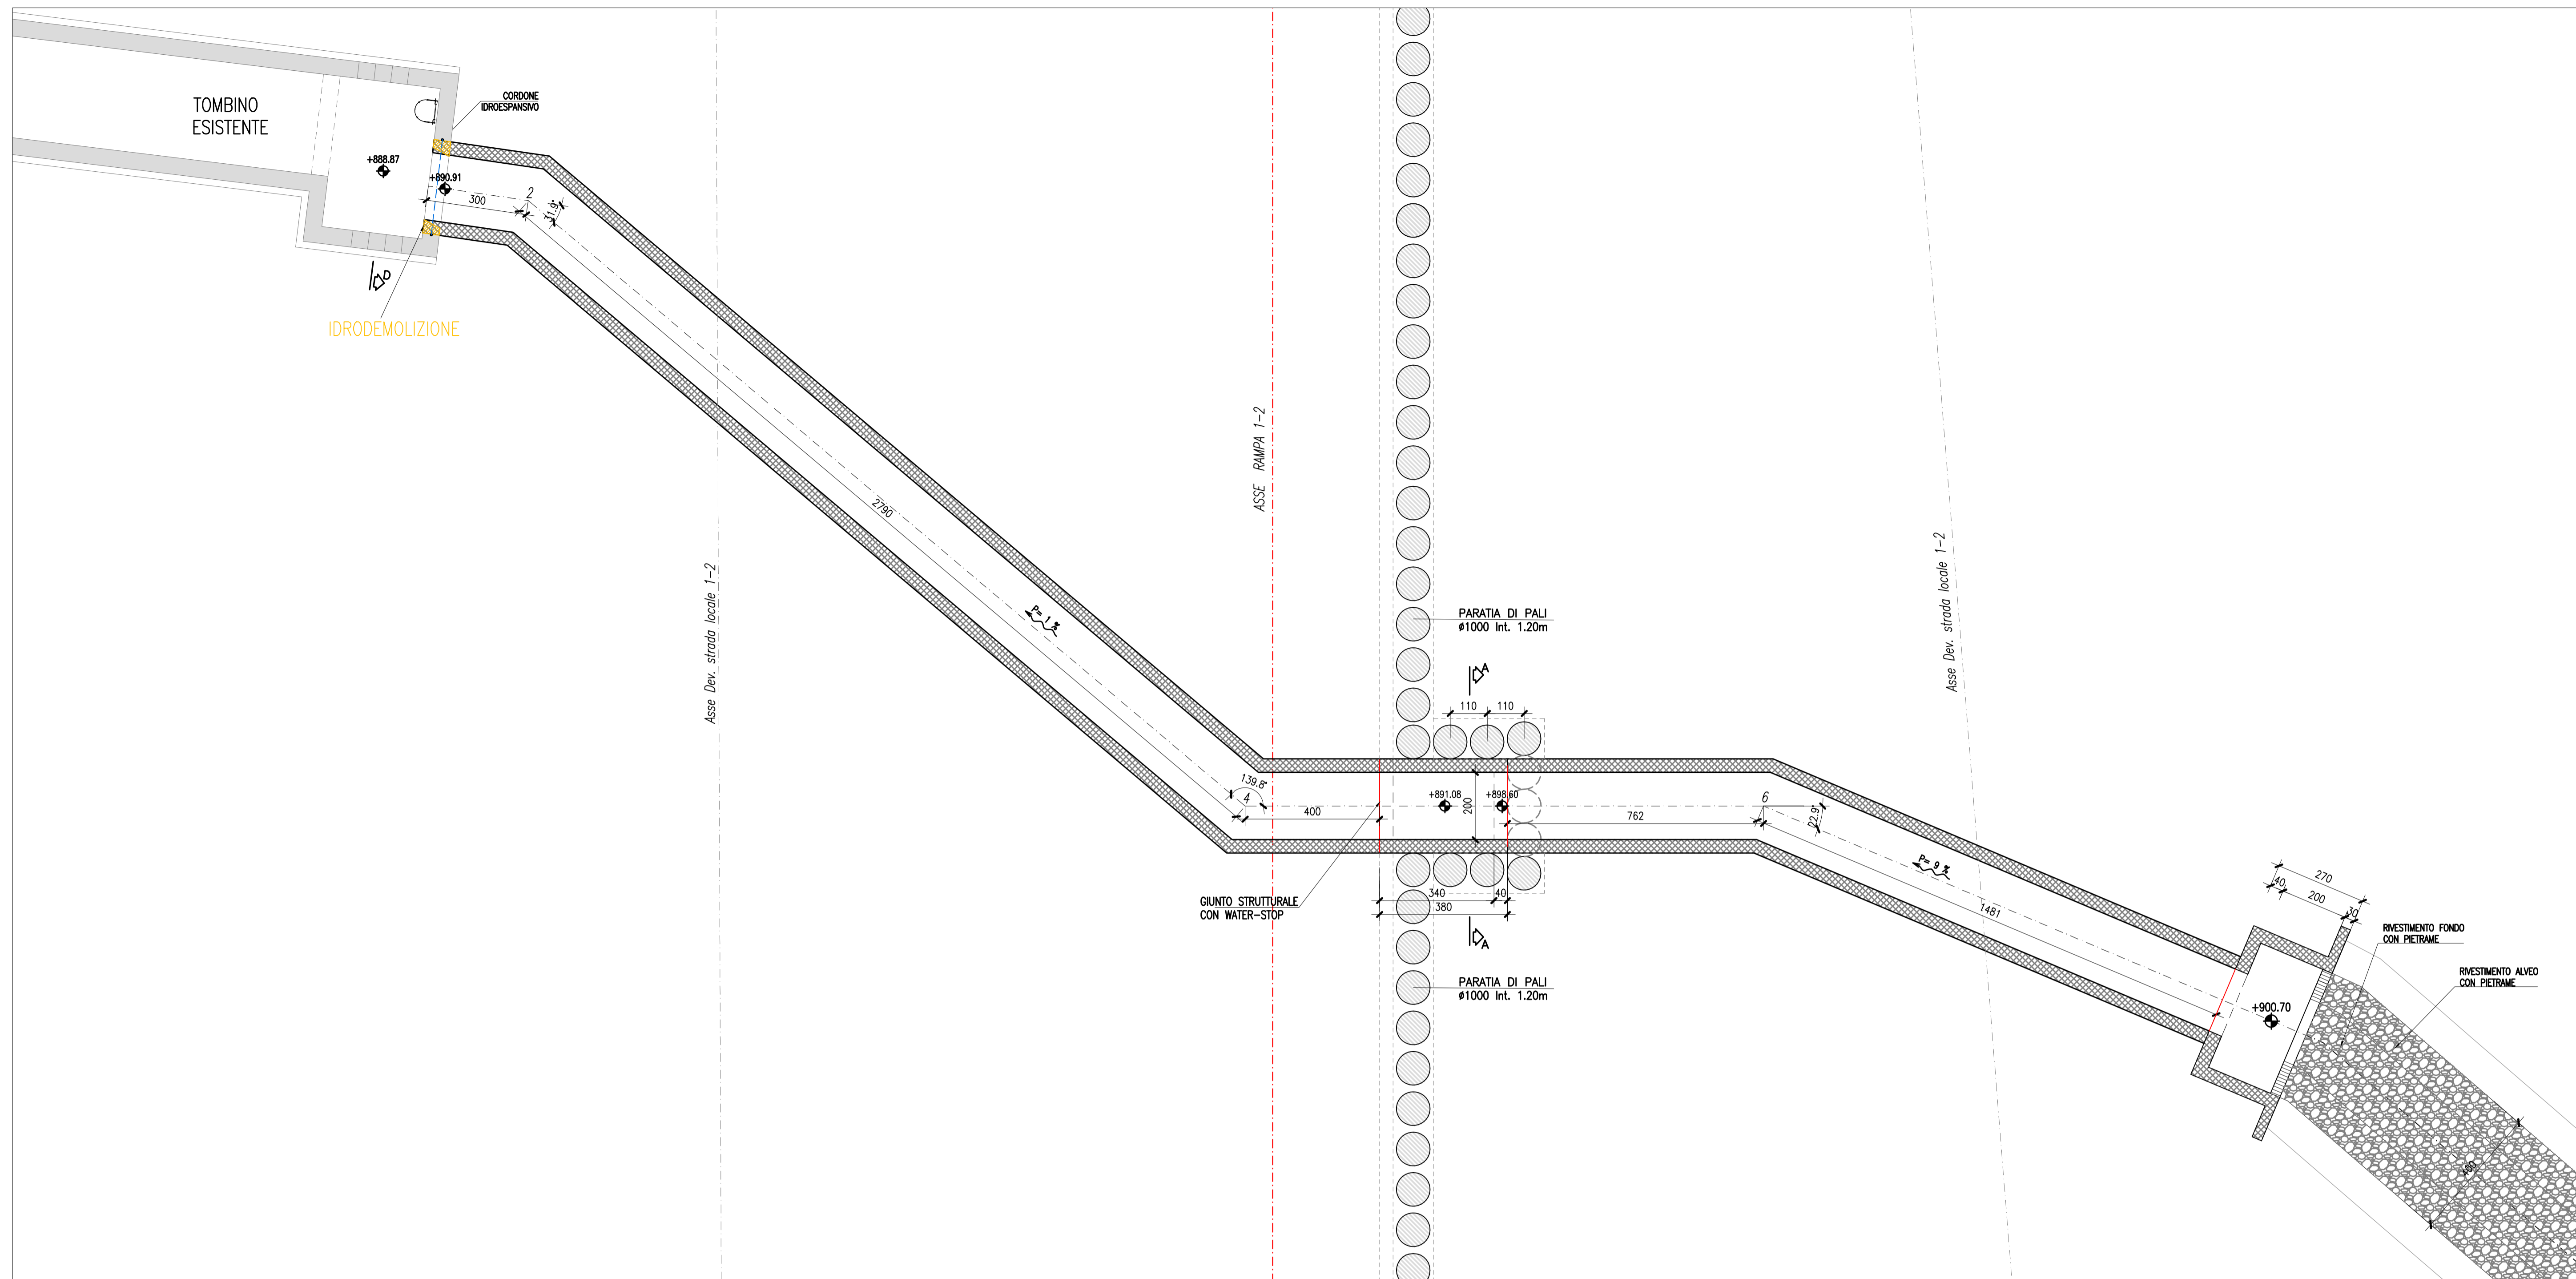 TOMBINO
ESISTENTE
CORDONE
IDROESPANSIVO
+888.87
+890.91
300
2
31.9°
D
IDRODEMOLIZIONE
2790
P= 1 %
Asse Dev. strada locale 1-2
ASSE RAMPA 1-2
Asse Dev. strada locale 1-2
PARATIA DI PALI
ø1000 Int. 1.20m
A
110
110
139.8°
4
400
+891.08
+898.60
200
762
6
22.9°
P= 9 %
1481
340
40
380
GIUNTO STRUTTURALE
CON WATER-STOP
A
PARATIA DI PALI
ø1000 Int. 1.20m
270
40
200
30
RIVESTIMENTO FONDO
CON PIETRAME
RIVESTIMENTO ALVEO
CON PIETRAME
+900.70
400